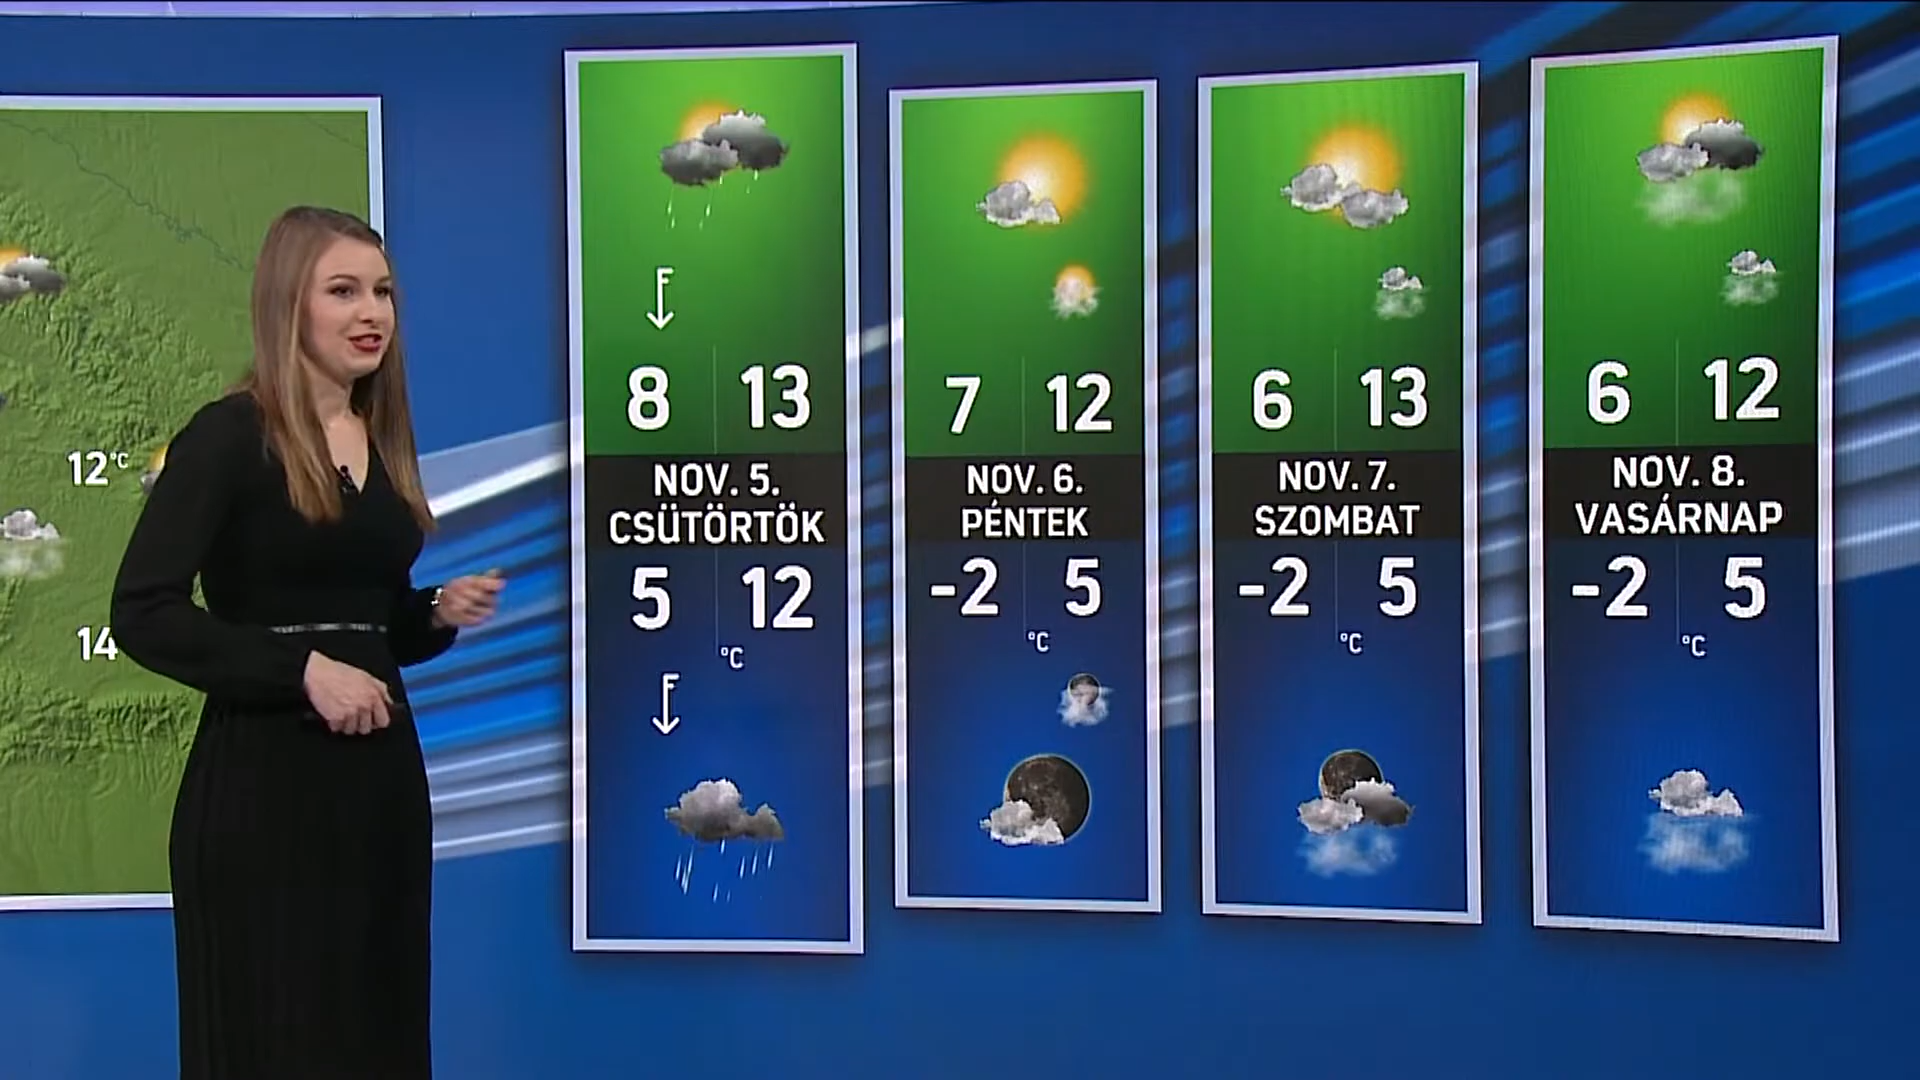 12°C
14
8 13
NOV. 5.
CSÜTÖRTÖK
5 12
°C
7 12
NOV. 6.
PÉNTEK
-2 5
°C
6 13
NOV. 7.
SZOMBAT
-2 5
°C
6 12
NOV. 8.
VASÁRNAP
-2 5
°C